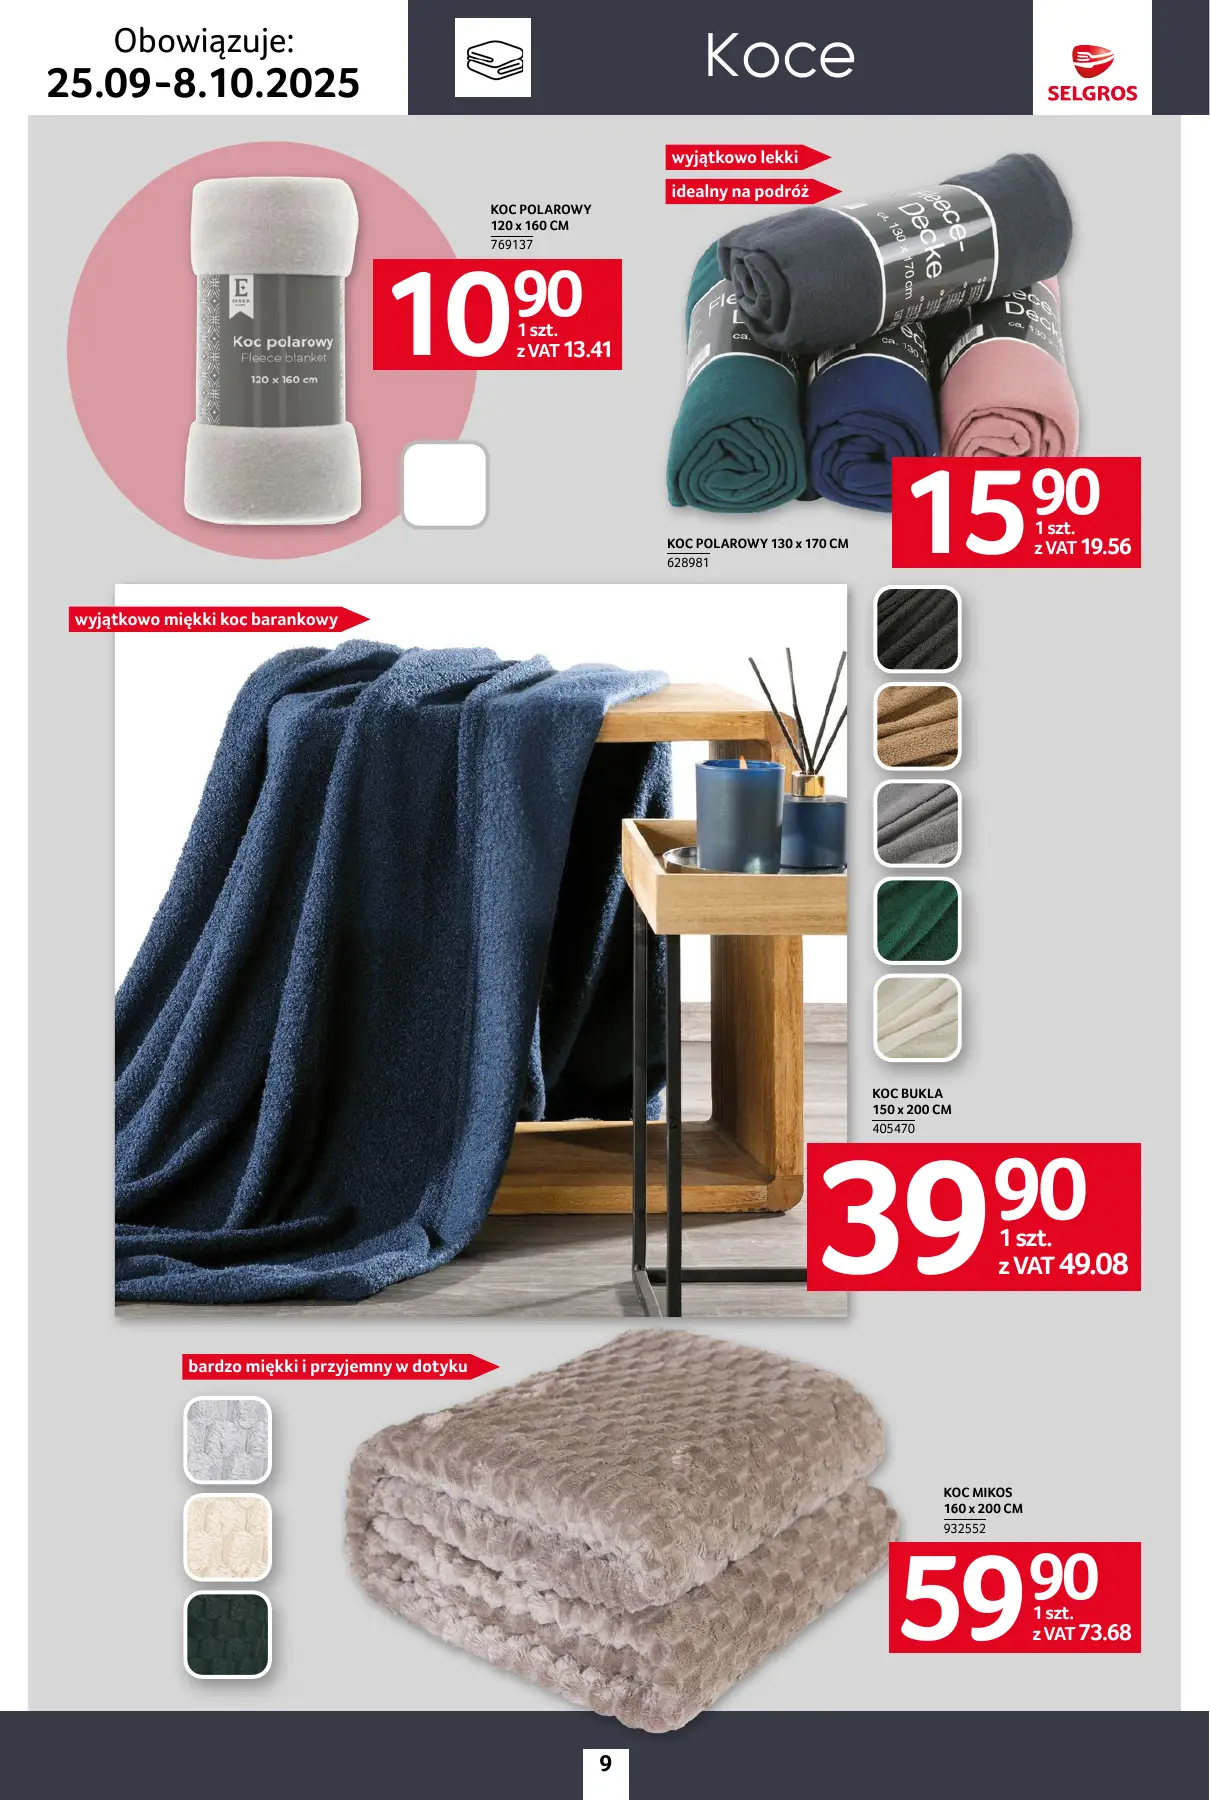 Obowiązuje:
25.09-8.10.2025
Koce
SELGROS
KOC POLAROWY
120 x 160 CM
769137
10 90
1 szt.
z VAT 13.41
E
Koc polarowy
Fleece blanket
120 x 160 cm
wyjątkowo lekki
idealny na podróż
Fleece-
Decke
ca. 130 x 170 cm
KOC POLAROWY 130 x 170 CM
628981
15 90
1 szt.
z VAT 19.56
wyjątkowo miękki koc barankowy
KOC BUKLA
150 x 200 CM
405470
39 90
1 szt.
z VAT 49.08
bardzo miękki i przyjemny w dotyku
KOC MIKOS
160 x 200 CM
932552
59 90
1 szt.
z VAT 73.68
9